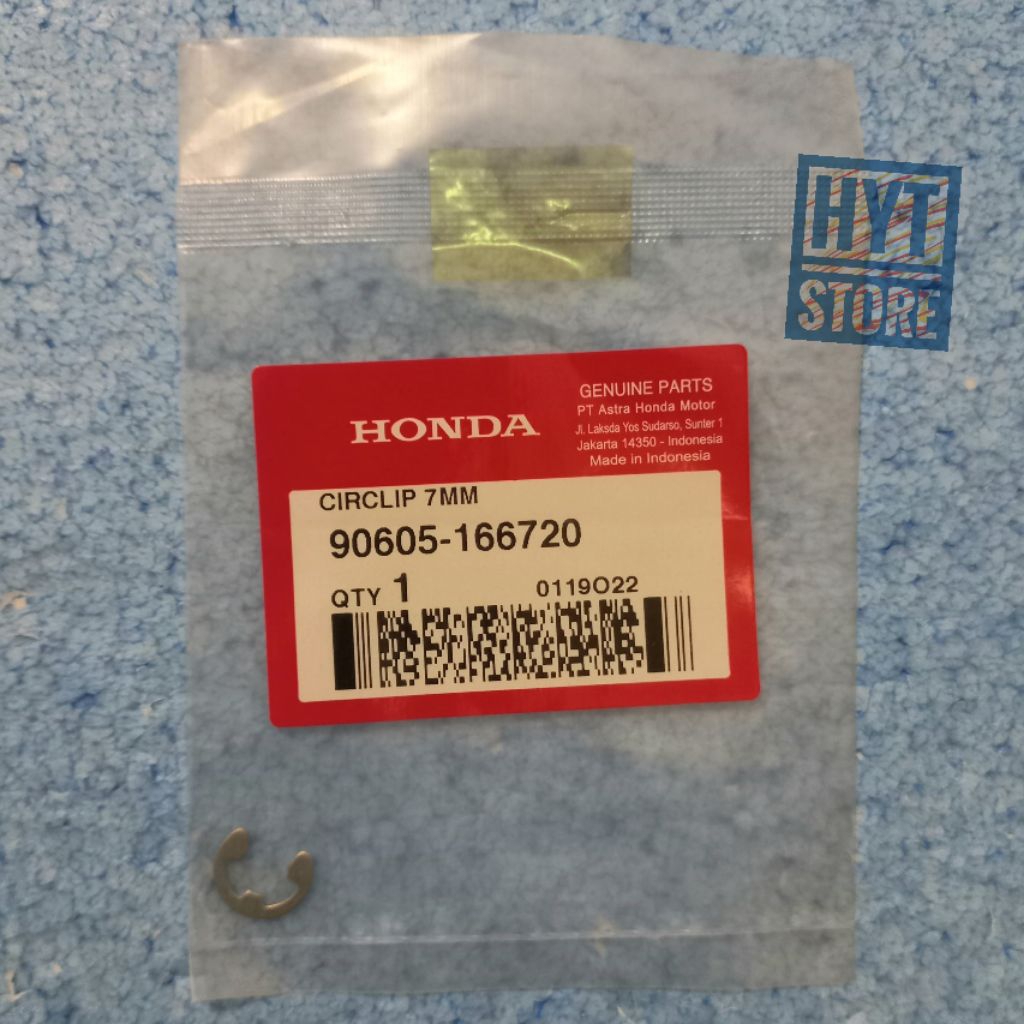 HYT
STORE
HONDA
GENUINE PARTS
PT Astra Honda Motor
Jl. Laksda Yos Sudarso, Sunter 1
Jakarta 14350 - Indonesia
Made in Indonesia
CIRCLIP 7MM
90605-166720
QTY 1 0119O22